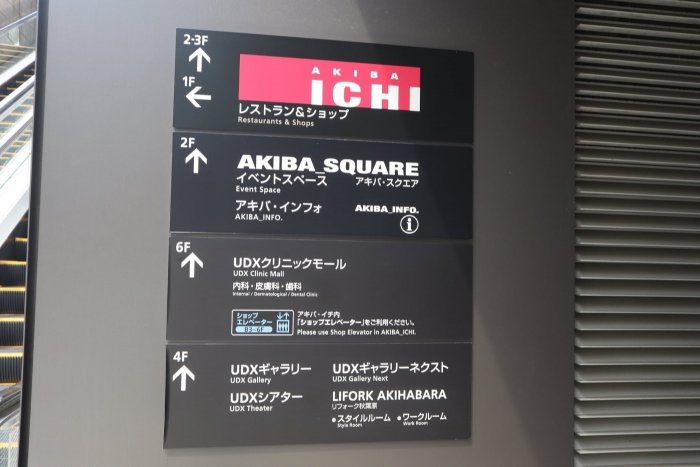 2-3F
1F
AKIBA
ICHI
レストラン&ショップ
Restaurants & Shops
2F
AKIBA_SQUARE
イベントスペース アキバ・スクエア
Event Space
アキバ・インフォ AKIBA_INFO.
AKIBA_INFO.
i
6F
UDXクリニックモール
UDX Clinic Mall
内科・皮膚科・歯科
Internal / Dermatological / Dental Clinic
ショップ
エレベーター
B3-6F
アキバ・イチ内
「ショップエレベーター」をご利用ください。
Please use Shop Elevator in AKIBA_ICHI.
4F
UDXギャラリー UDXギャラリーネクスト
UDX Gallery UDX Gallery Next
UDXシアター LIFORK AKIHABARA
UDX Theater リフォーク秋葉原
•スタイルルーム •ワークルーム
Style Room Work Room